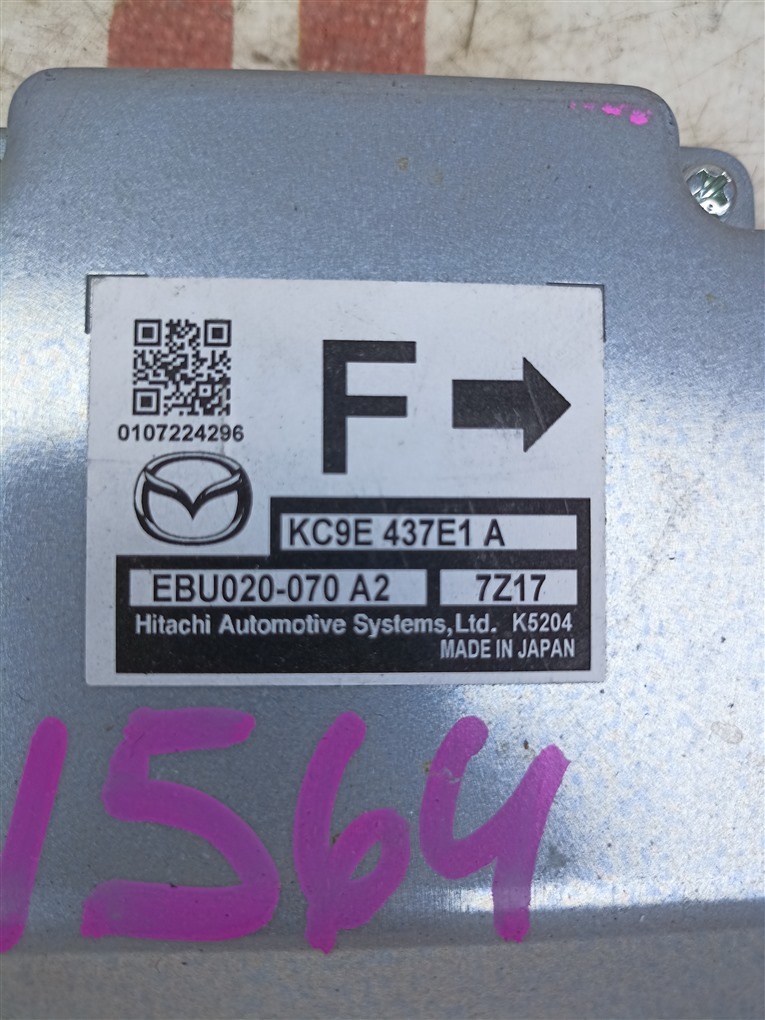 F
0107224296
KC9E 437E1 A
EBU020-070 A2 7Z17
Hitachi Automotive Systems,Ltd. K5204
MADE IN JAPAN
1564